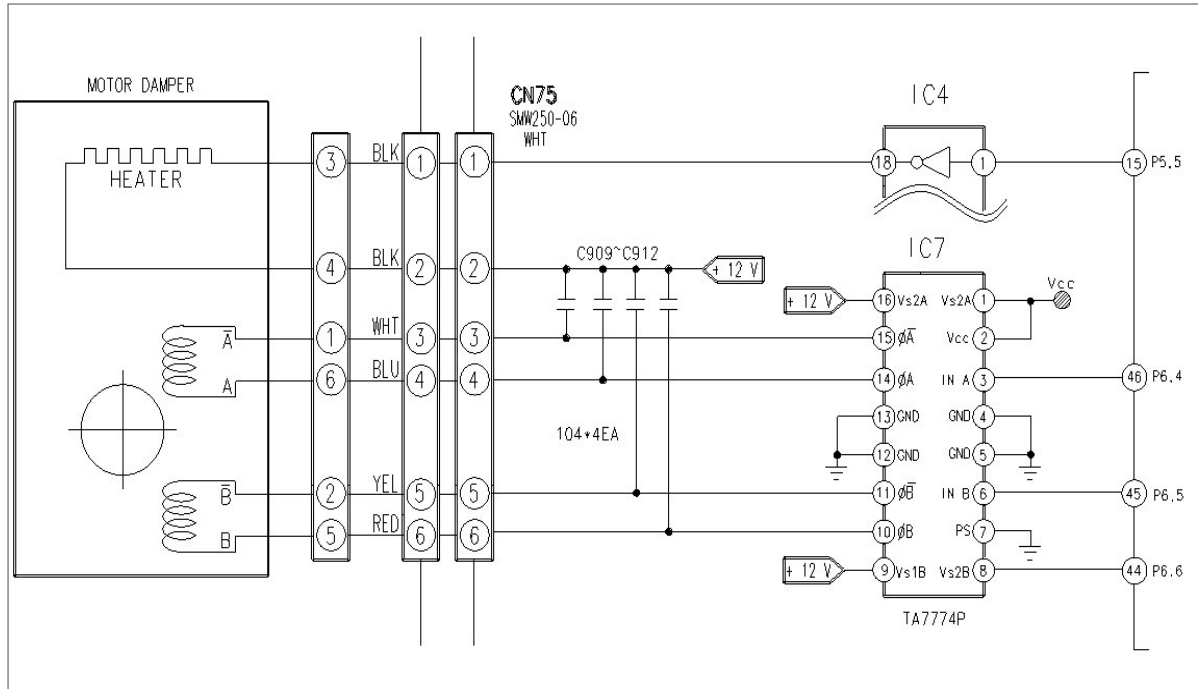 MOTOR DAMPER
HEATER
A̅
A
B̅
B
3
4
1
6
2
5
BLK
BLK
WHT
BLU
YEL
RED
1
2
3
4
5
6
CN75
SMW250-06
WHT
1
2
3
4
5
6
C909~C912
+ 12 V
104*4EA
IC4
18 1
15 P5.5
IC7
+ 12 V 16 Vs2A Vs2A 1 Vcc
15 ØA̅ Vcc 2
14 ØA IN A 3 46 P6.4
13 GND GND 4
12 GND GND 5
11 ØB̅ IN B 6 45 P6.5
10 ØB PS 7
+ 12 V 9 Vs1B Vs2B 8 44 P6.6
TA7774P